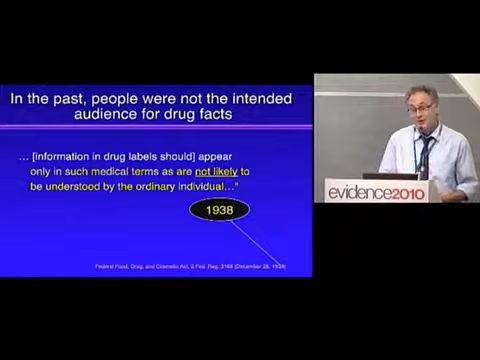 In the past, people were not the intended
audience for drug facts
... [information in drug labels should] appear
only in such medical terms as are not likely to
be understood by the ordinary individual..."
1938
Federal Food, Drug, and Cosmetic Act, 3 Fed. Reg. 3168 (December 28, 1938)
evidence2010